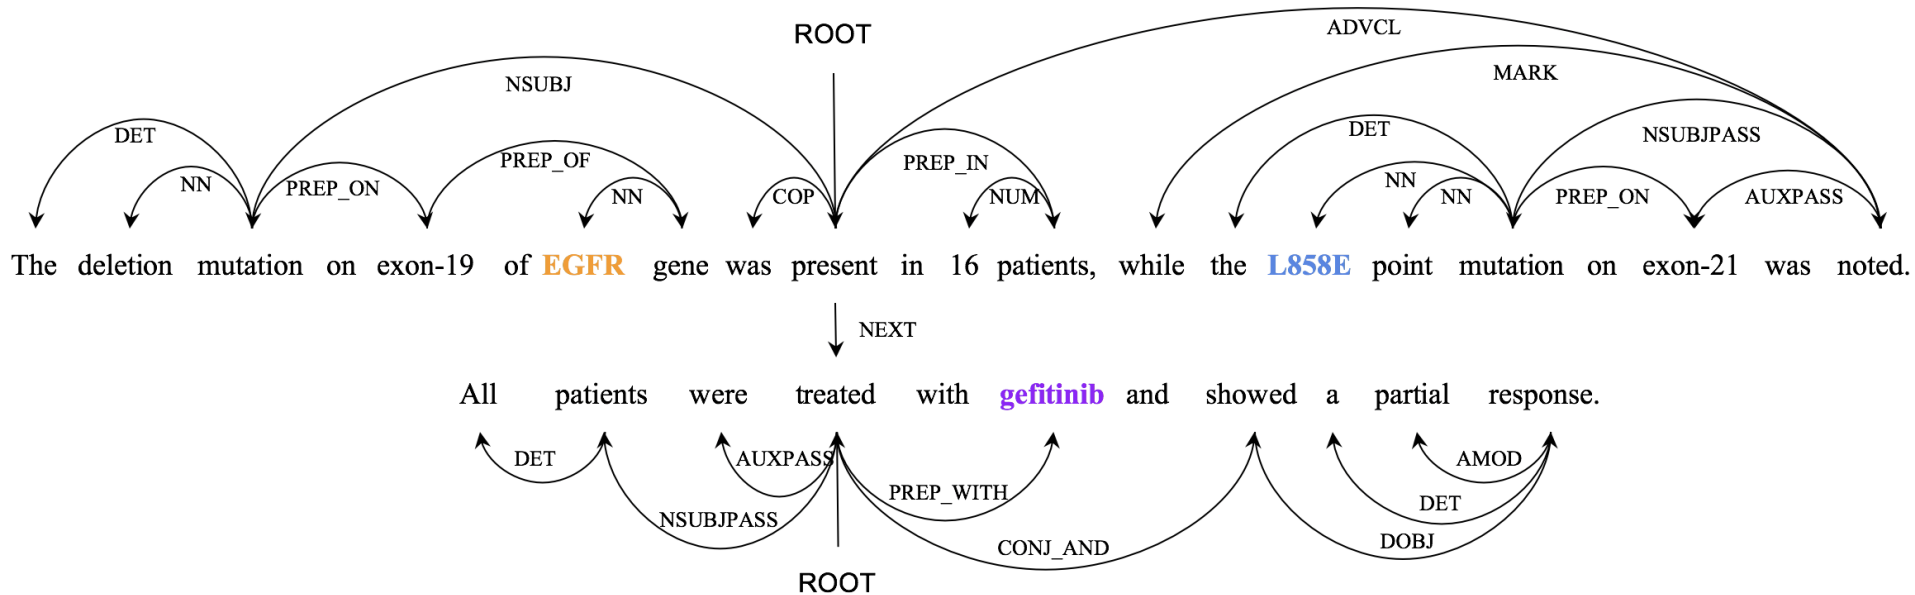 ROOT
ADVCL
MARK
NSUBJ
DET
DET
NSUBJPASS
PREP_OF
PREP_IN
NN
PREP_ON
NN
COP
NUM
NN
NN
PREP_ON
AUXPASS
The deletion mutation on exon-19 of EGFR gene was present in 16 patients, while the L858E point mutation on exon-21 was noted.
NEXT
All patients were treated with gefitinib and showed a partial response.
DET
AUXPASS
AMOD
PREP_WITH
DET
NSUBJPASS
CONJ_AND
DOBJ
ROOT